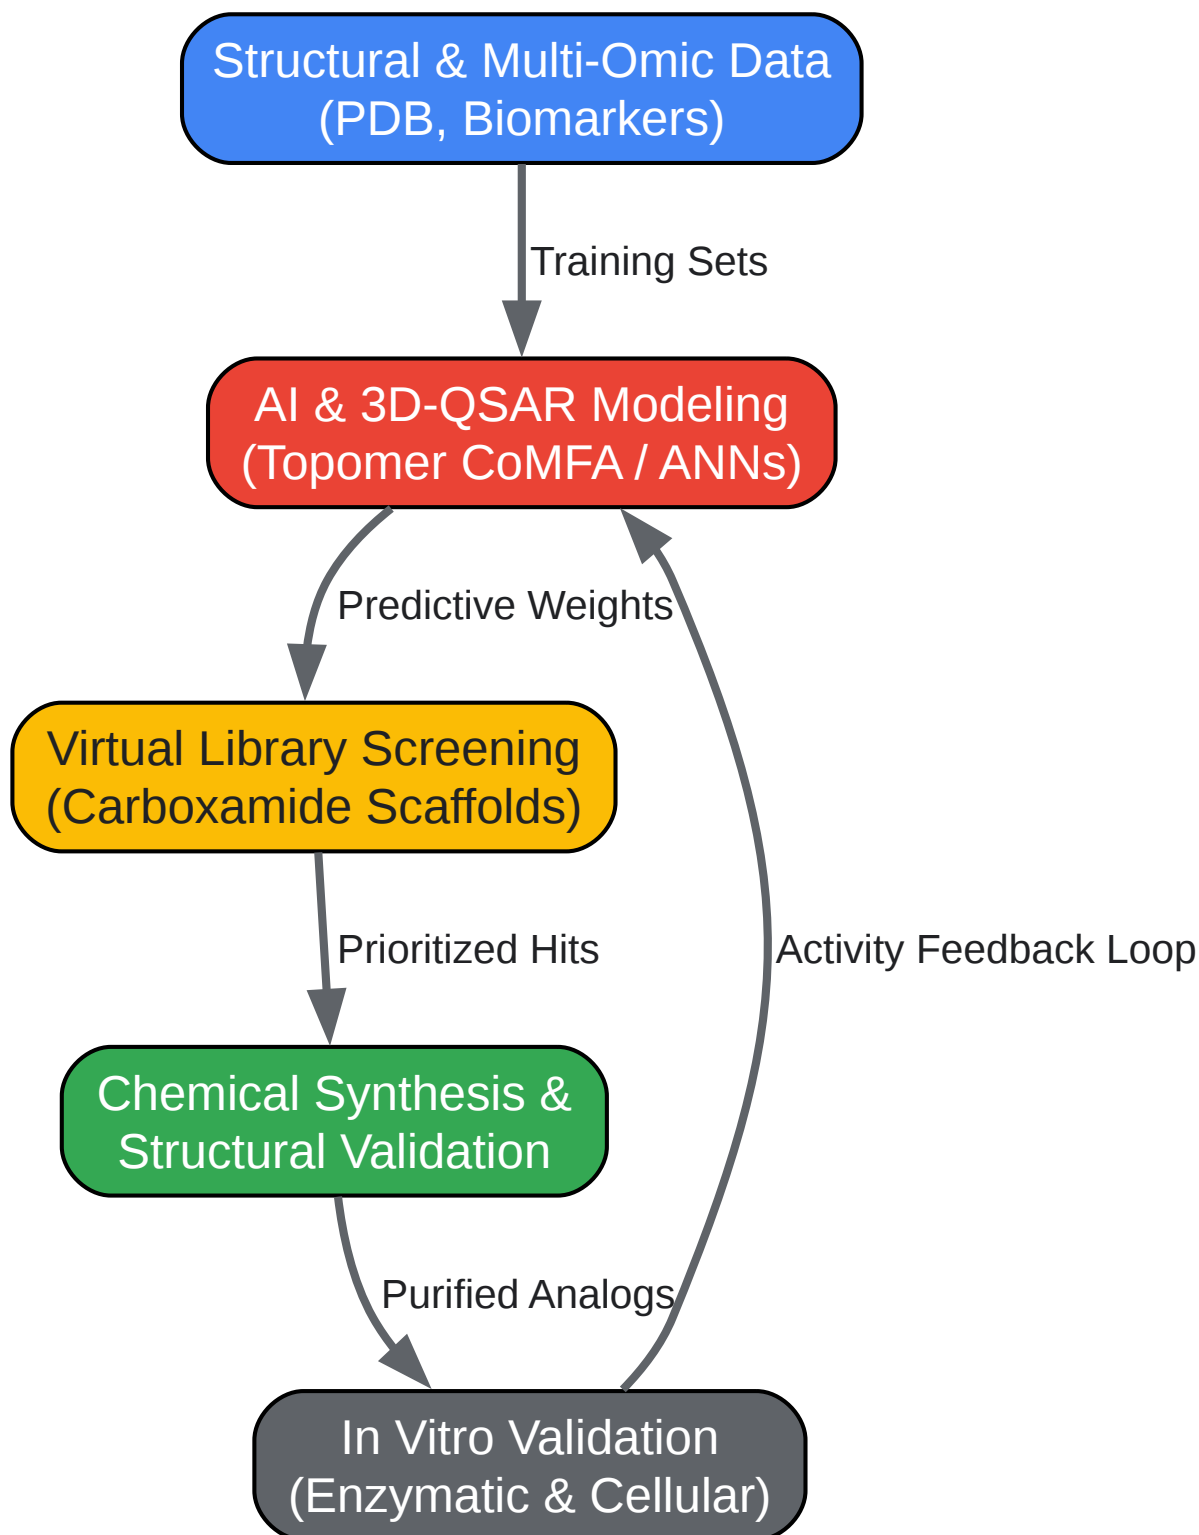 Structural & Multi-Omic Data
(PDB, Biomarkers)
Training Sets
AI & 3D-QSAR Modeling
(Topomer CoMFA / ANNs)
Predictive Weights
Virtual Library Screening
(Carboxamide Scaffolds)
Prioritized Hits
Activity Feedback Loop
Chemical Synthesis &
Structural Validation
Purified Analogs
In Vitro Validation
(Enzymatic & Cellular)